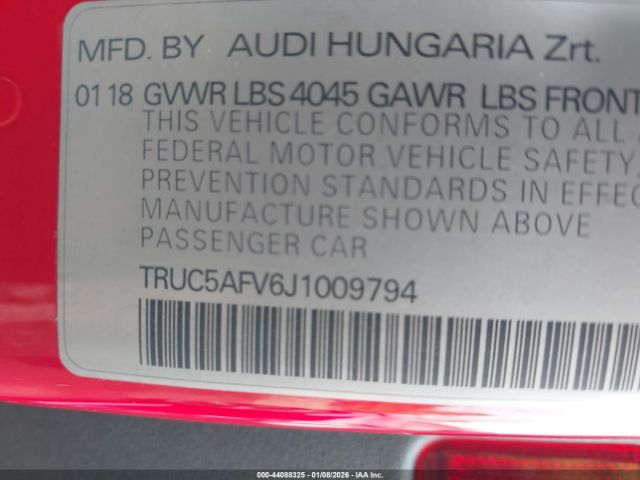 MFD. BY AUDI HUNGARIA Zrt.
01 18 GVWR LBS 4045 GAWR LBS FRONT
THIS VEHICLE CONFORMS TO ALL
FEDERAL MOTOR VEHICLE SAFETY,
PREVENTION STANDARDS IN EFFEC
MANUFACTURE SHOWN ABOVE
PASSENGER CAR
TRUC5AFV6J1009794
000-44088325 | 01/08/2026 | IAA Inc.